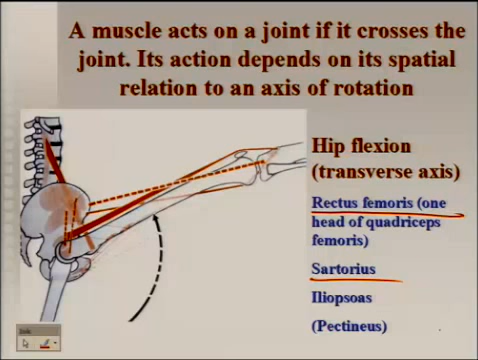 A muscle acts on a joint if it crosses the
joint. Its action depends on its spatial
relation to an axis of rotation
Hip flexion
(transverse axis)
Rectus femoris (one
head of quadriceps
femoris)
Sartorius
Iliopsoas
(Pectineus)